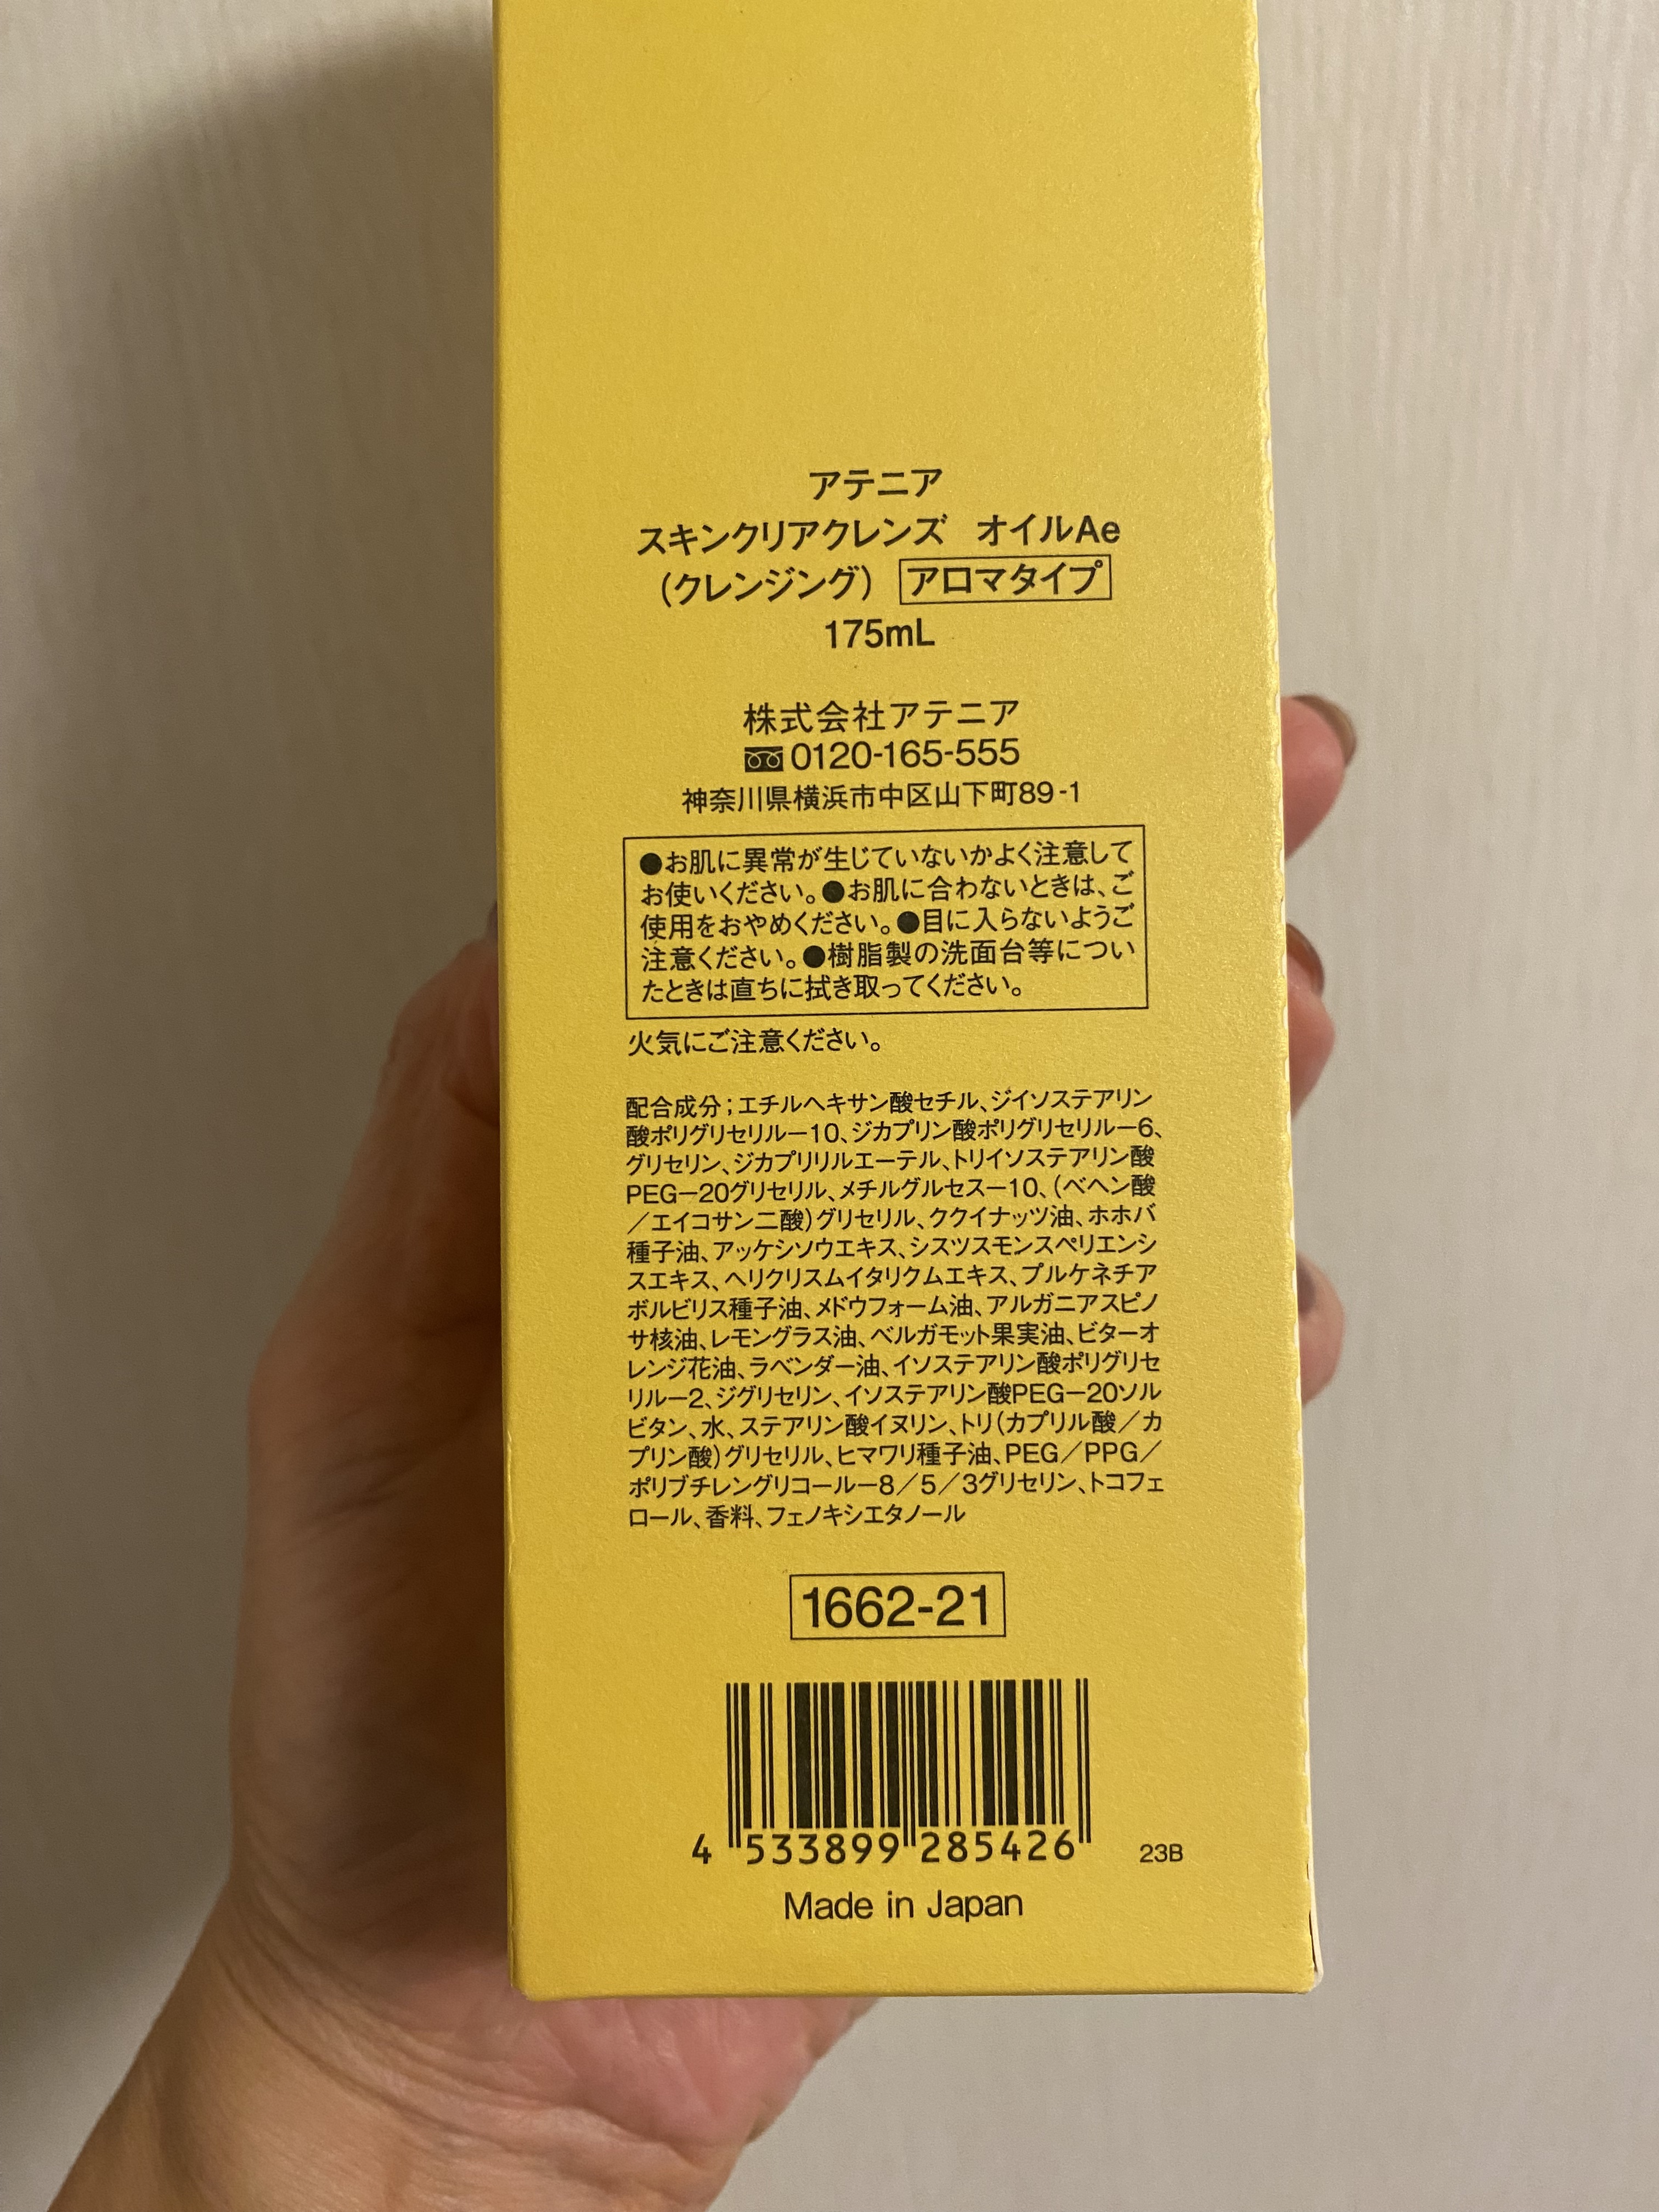 アテニア
スキンクリアクレンズ オイルAe
(クレンジング) アロマタイプ
175mL
株式会社アテニア
0120-165-555
神奈川県横浜市中区山下町89-1
●お肌に異常が生じていないかよく注意して
お使いください。●お肌に合わないときは、ご
使用をおやめください。●目に入らないようご
注意ください。●樹脂製の洗面台等につい
たときは直ちに拭き取ってください。
火気にご注意ください。
配合成分；エチルヘキサン酸セチル、ジイソステアリン
酸ポリグリセリルー10、ジカプリン酸ポリグリセリルー6、
グリセリン、ジカプリリルエーテル、トリイソステアリン酸
PEGー20グリセリル、メチルグルセスー10、(ベヘン酸
／エイコサン二酸)グリセリル、ククイナッツ油、ホホバ
種子油、アッケシソウエキス、シスツスモンスペリエンシ
スエキス、ヘリクリスムイタリクムエキス、プルケネチア
ボルビリス種子油、メドウフォーム油、アルガニアスピノ
サ核油、レモングラス油、ベルガモット果実油、ビターオ
レンジ花油、ラベンダー油、イソステアリン酸ポリグリセ
リルー2、ジグリセリン、イソステアリン酸PEGー20ソル
ビタン、水、ステアリン酸イヌリン、トリ(カプリル酸／カ
プリン酸)グリセリル、ヒマワリ種子油、PEG／PPG／
ポリブチレングリコールー8／5／3グリセリン、トコフェ
ロール、香料、フェノキシエタノール
1662-21
4 533899 285426
23B
Made in Japan